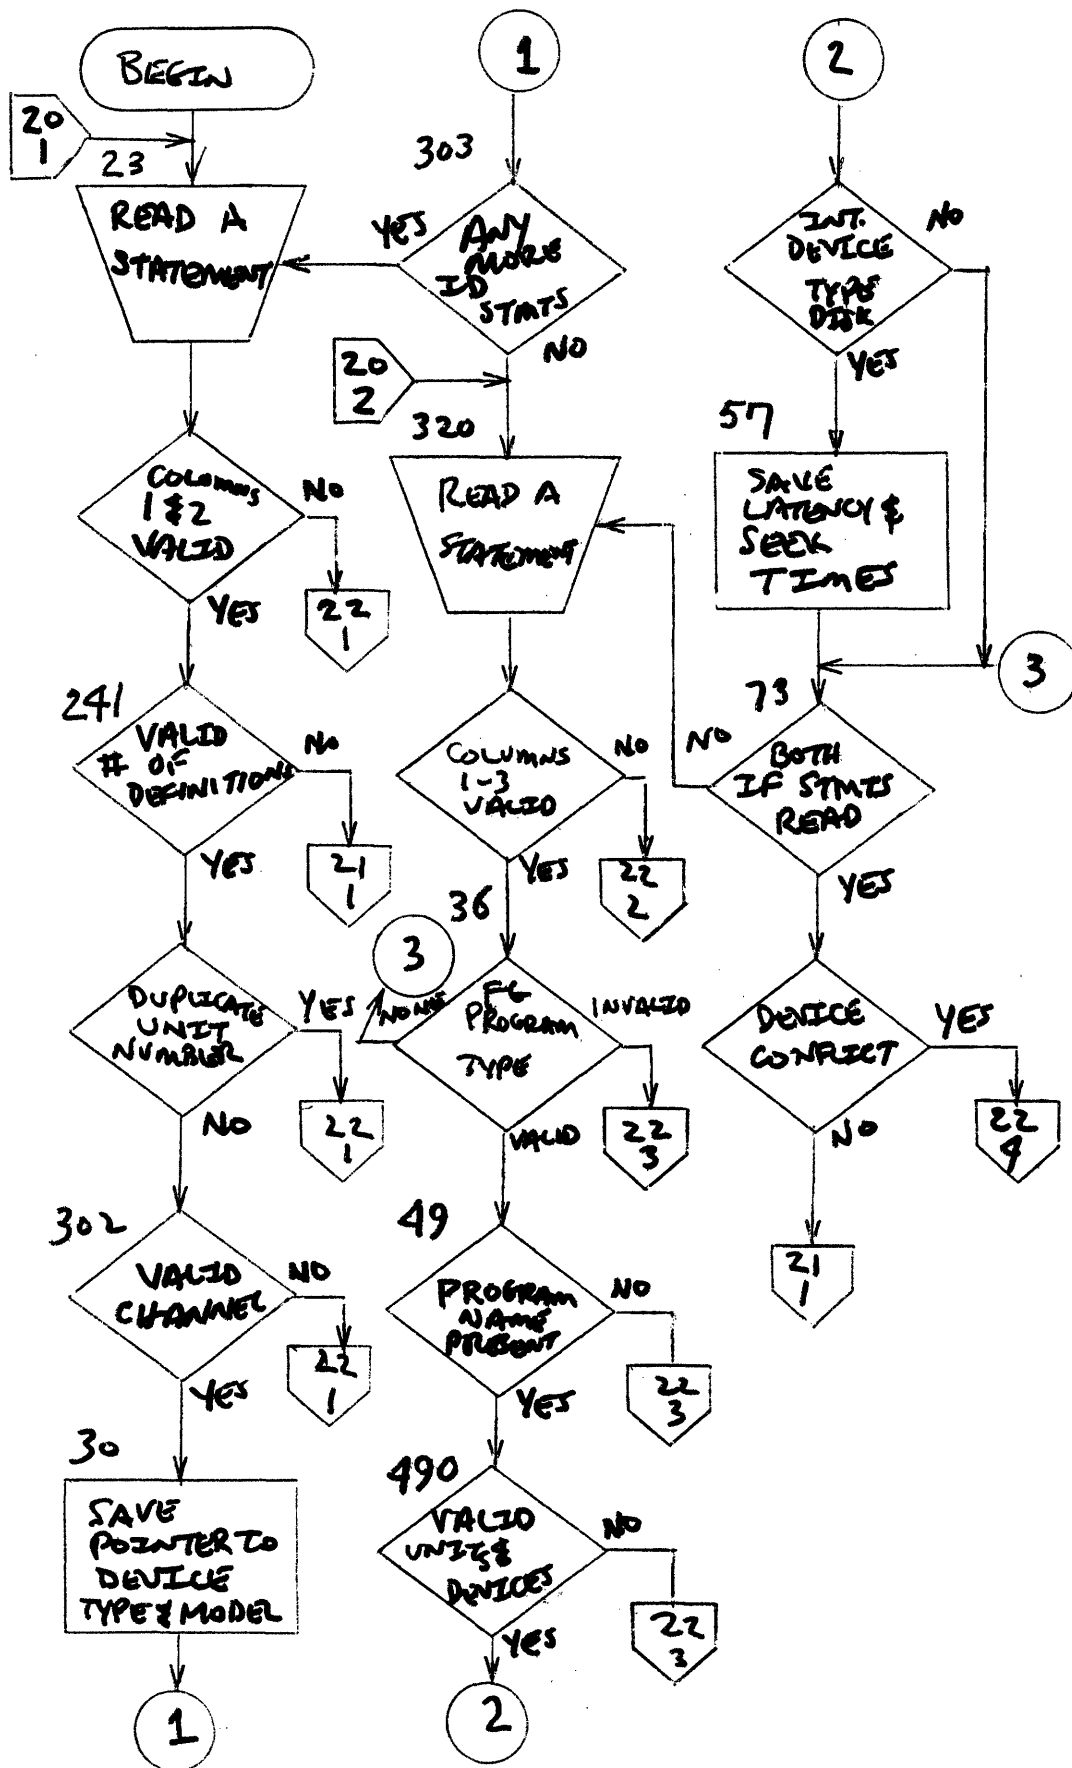 BEGIN
20
1
23
READ A
STATEMENT
COLUMNS
1 & 2
VALID
NO
22
1
YES
241
VALID
# OF
DEFINITIONS
NO
21
1
YES
DUPLICATE
UNIT
NUMBER
YES
22
1
NO
302
VALID
CHANNEL
NO
22
1
YES
30
SAVE
POINTER TO
DEVICE
TYPE & MODEL
1
1
303
YES
ANY
MORE
ID
STMTS
NO
20
2
320
READ A
STATEMENT
COLUMNS
1-3
VALID
NO
22
2
YES
36
3
NONE
FG
PROGRAM
TYPE
INVALID
22
3
VALID
49
PROGRAM
NAME
PRESENT
NO
22
3
YES
490
VALID
UNITS &
DEVICES
NO
22
3
YES
2
2
INT.
DEVICE
TYPE
DISK
NO
YES
57
SAVE
LATENCY &
SEEK
TIMES
3
73
NO
BOTH
IF STMTS
READ
YES
DEVICE
CONFLICT
YES
22
4
NO
21
1